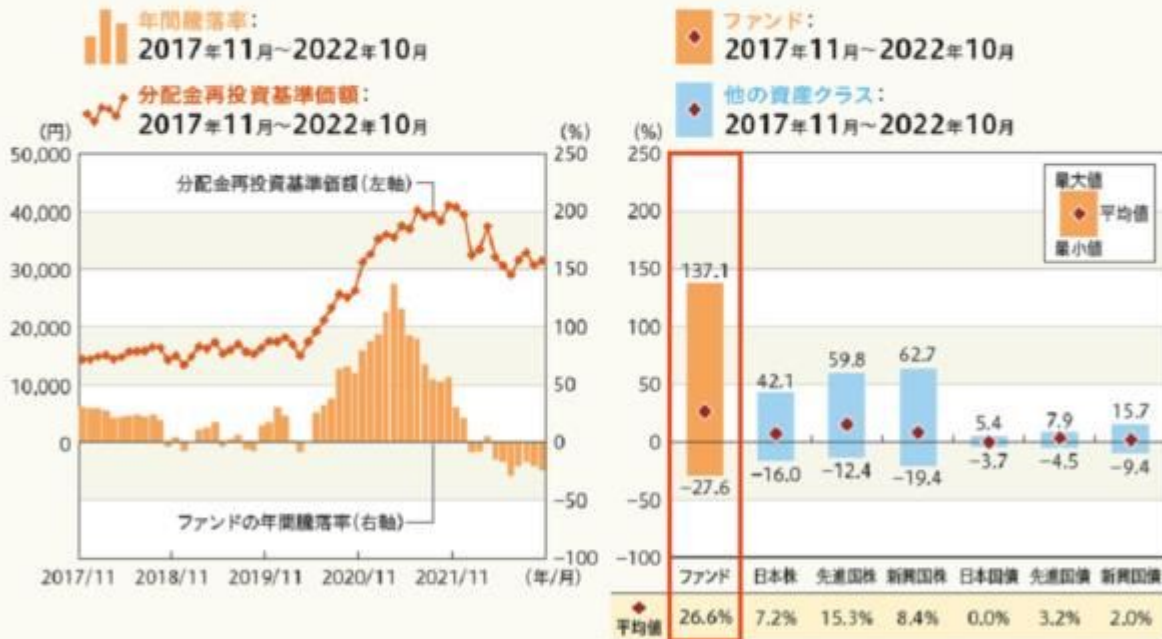 年間騰落率:
2017年11月～2022年10月
分配金再投資基準価額:
2017年11月～2022年10月
(円)
(%)
50,000
40,000
30,000
20,000
10,000
0
250
200
150
100
50
0
−50
−100
分配金再投資基準価額(左軸)
ファンドの年間騰落率(右軸)
2017/11 2018/11 2019/11 2020/11 2021/11 (年/月)
ファンド:
2017年11月～2022年10月
他の資産クラス:
2017年11月～2022年10月
(%)
250
200
150
100
50
0
−50
−100
最大値
平均値
最小値
137.1
42.1
59.8
62.7
5.4
7.9
15.7
−27.6
−16.0
−12.4
−19.4
−3.7
−4.5
−9.4
ファンド 日本株 先進国株 新興国株 日本国債 先進国債 新興国債
平均値 26.6% 7.2% 15.3% 8.4% 0.0% 3.2% 2.0%